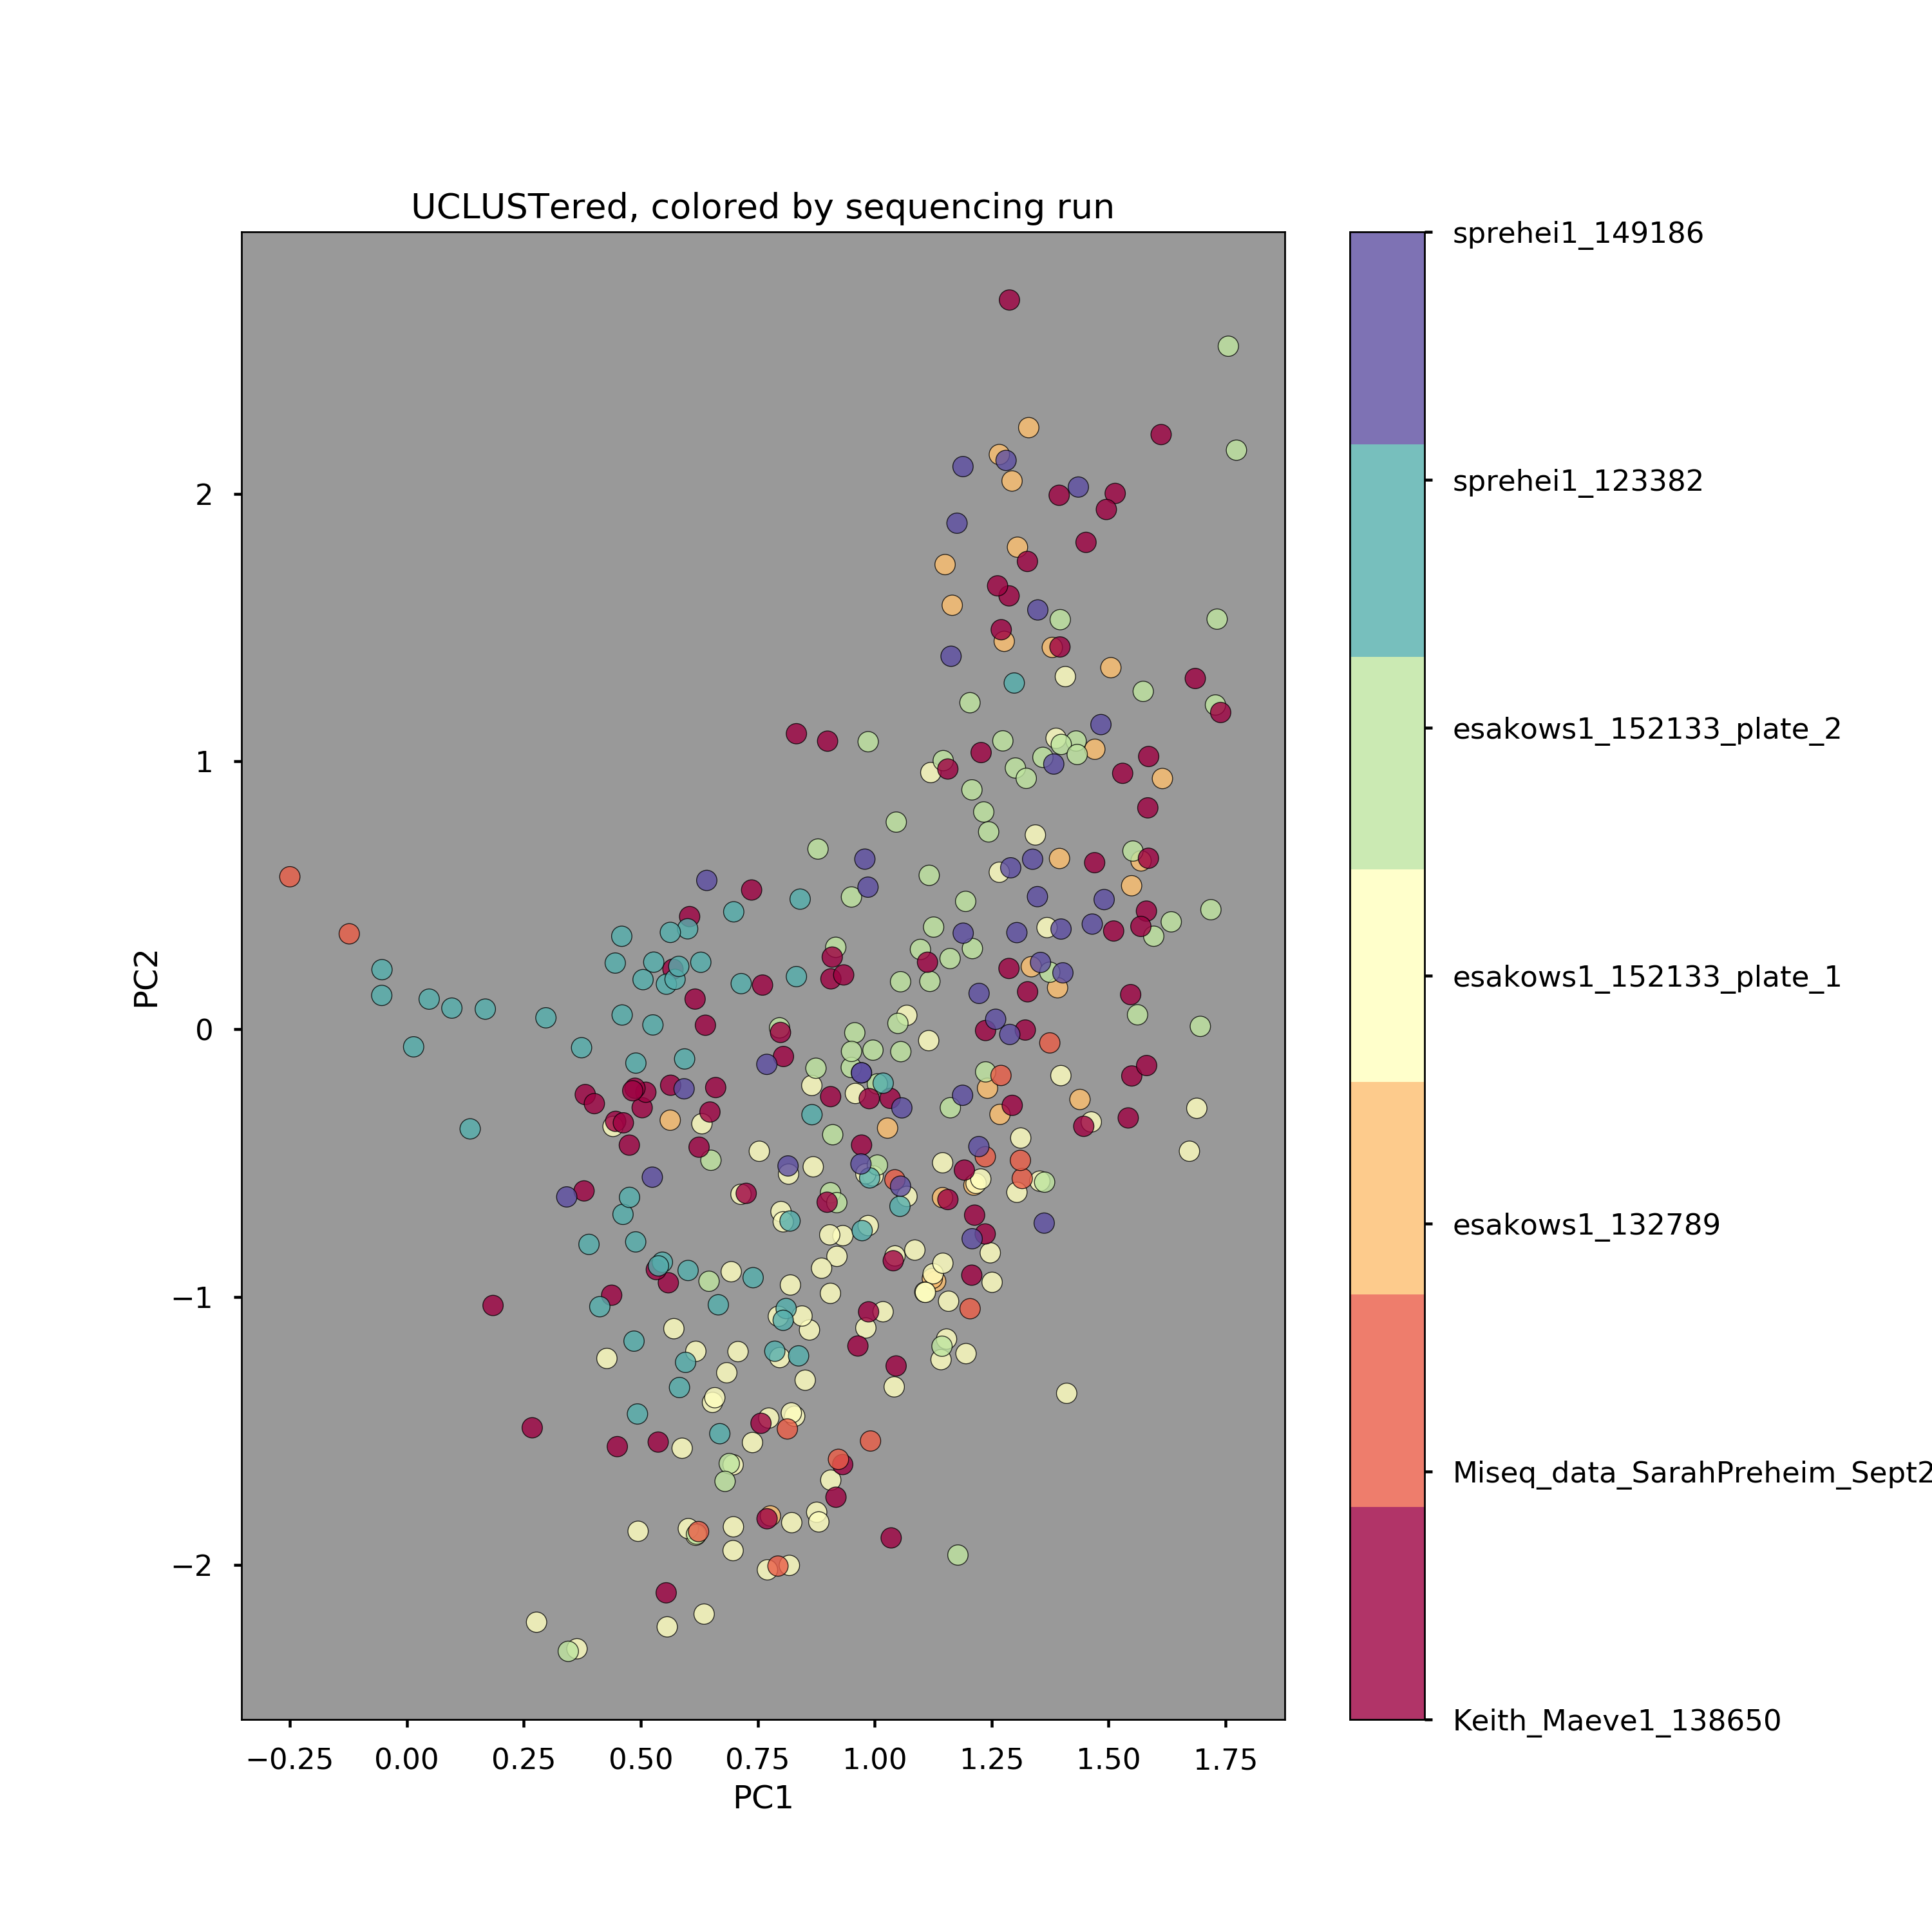 UCLUSTered, colored by sequencing run
sprehei1_149186
sprehei1_123382
esakows1_152133_plate_2
esakows1_152133_plate_1
esakows1_132789
Miseq_data_SarahPreheim_Sept2
Keith_Maeve1_138650
PC2
2
1
0
−1
−2
−0.25 0.00 0.25 0.50 0.75 1.00 1.25 1.50 1.75
PC1